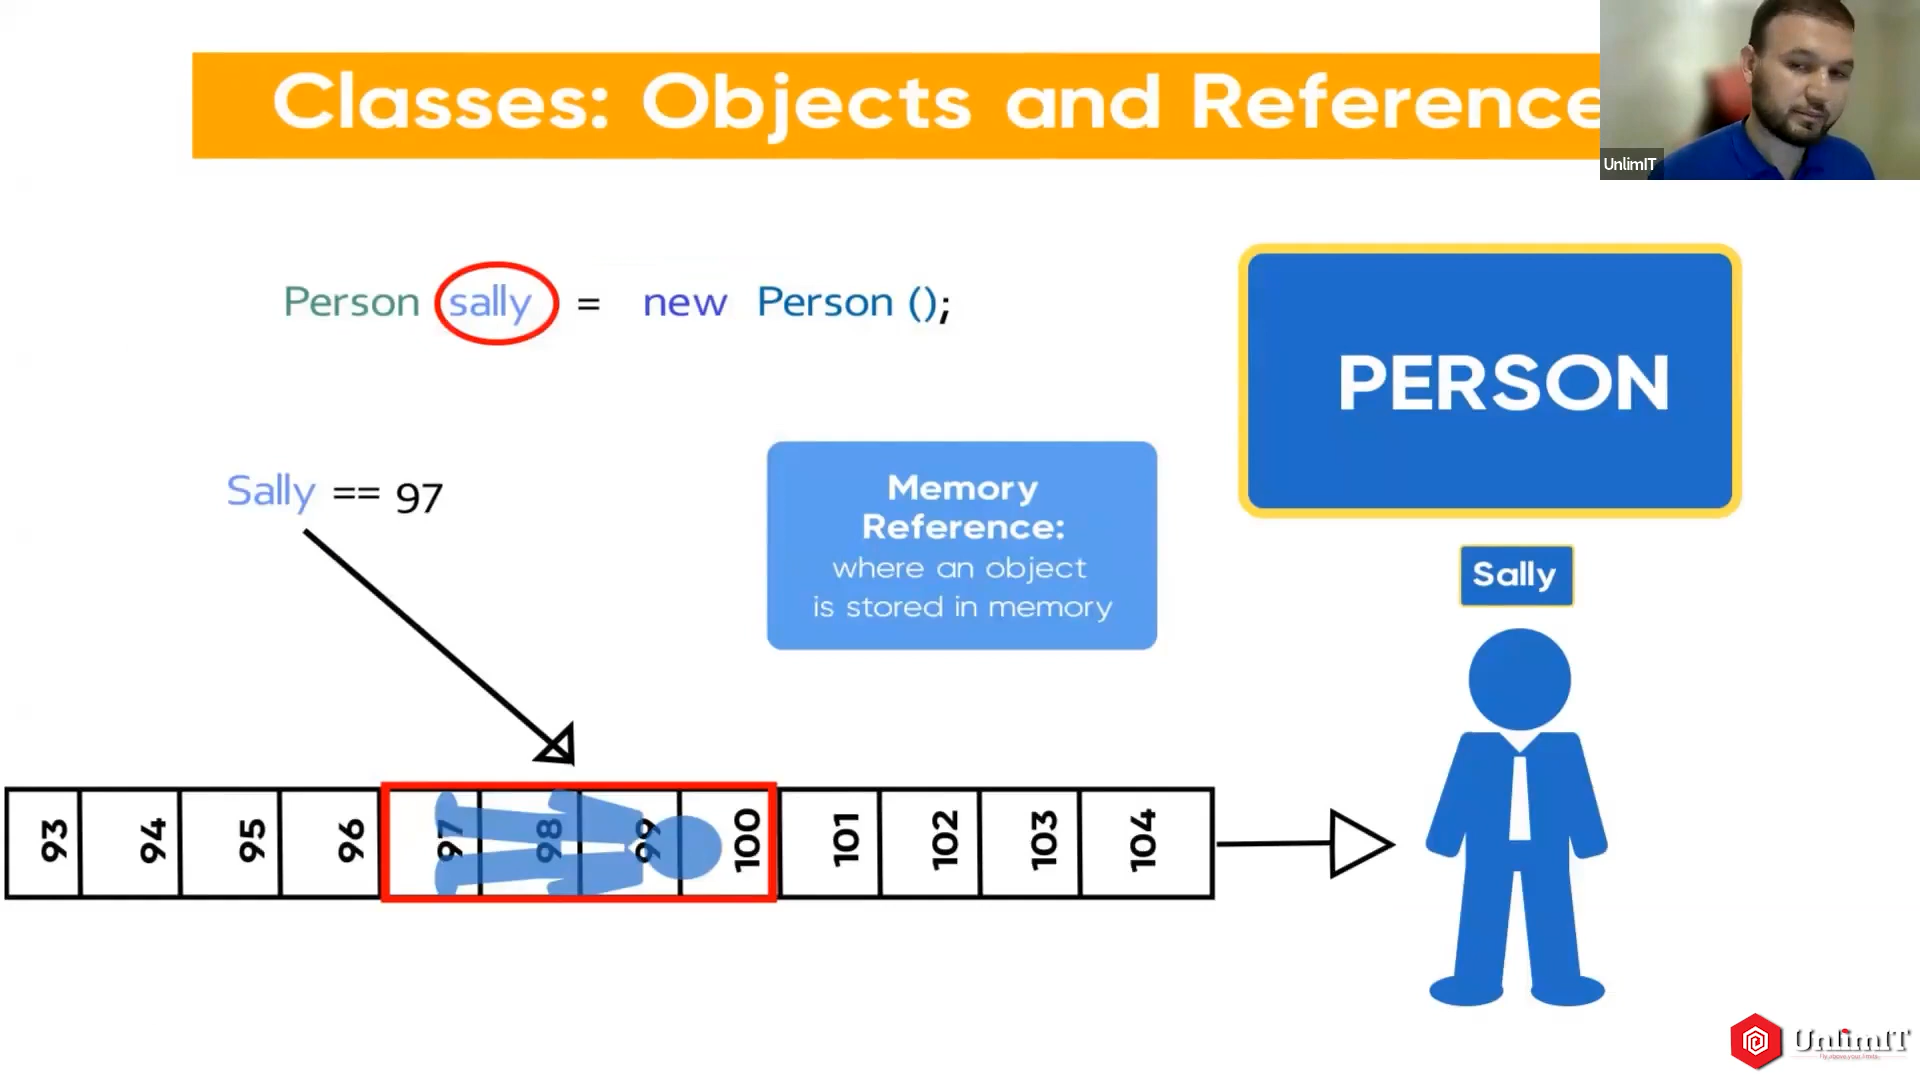 Classes: Objects and Reference
UnlimIT
Person sally = new Person ();
PERSON
Sally == 97
Memory
Reference:
where an object
is stored in memory
Sally
93 94 95 96 97 98 99 100 101 102 103 104
UnlimIT